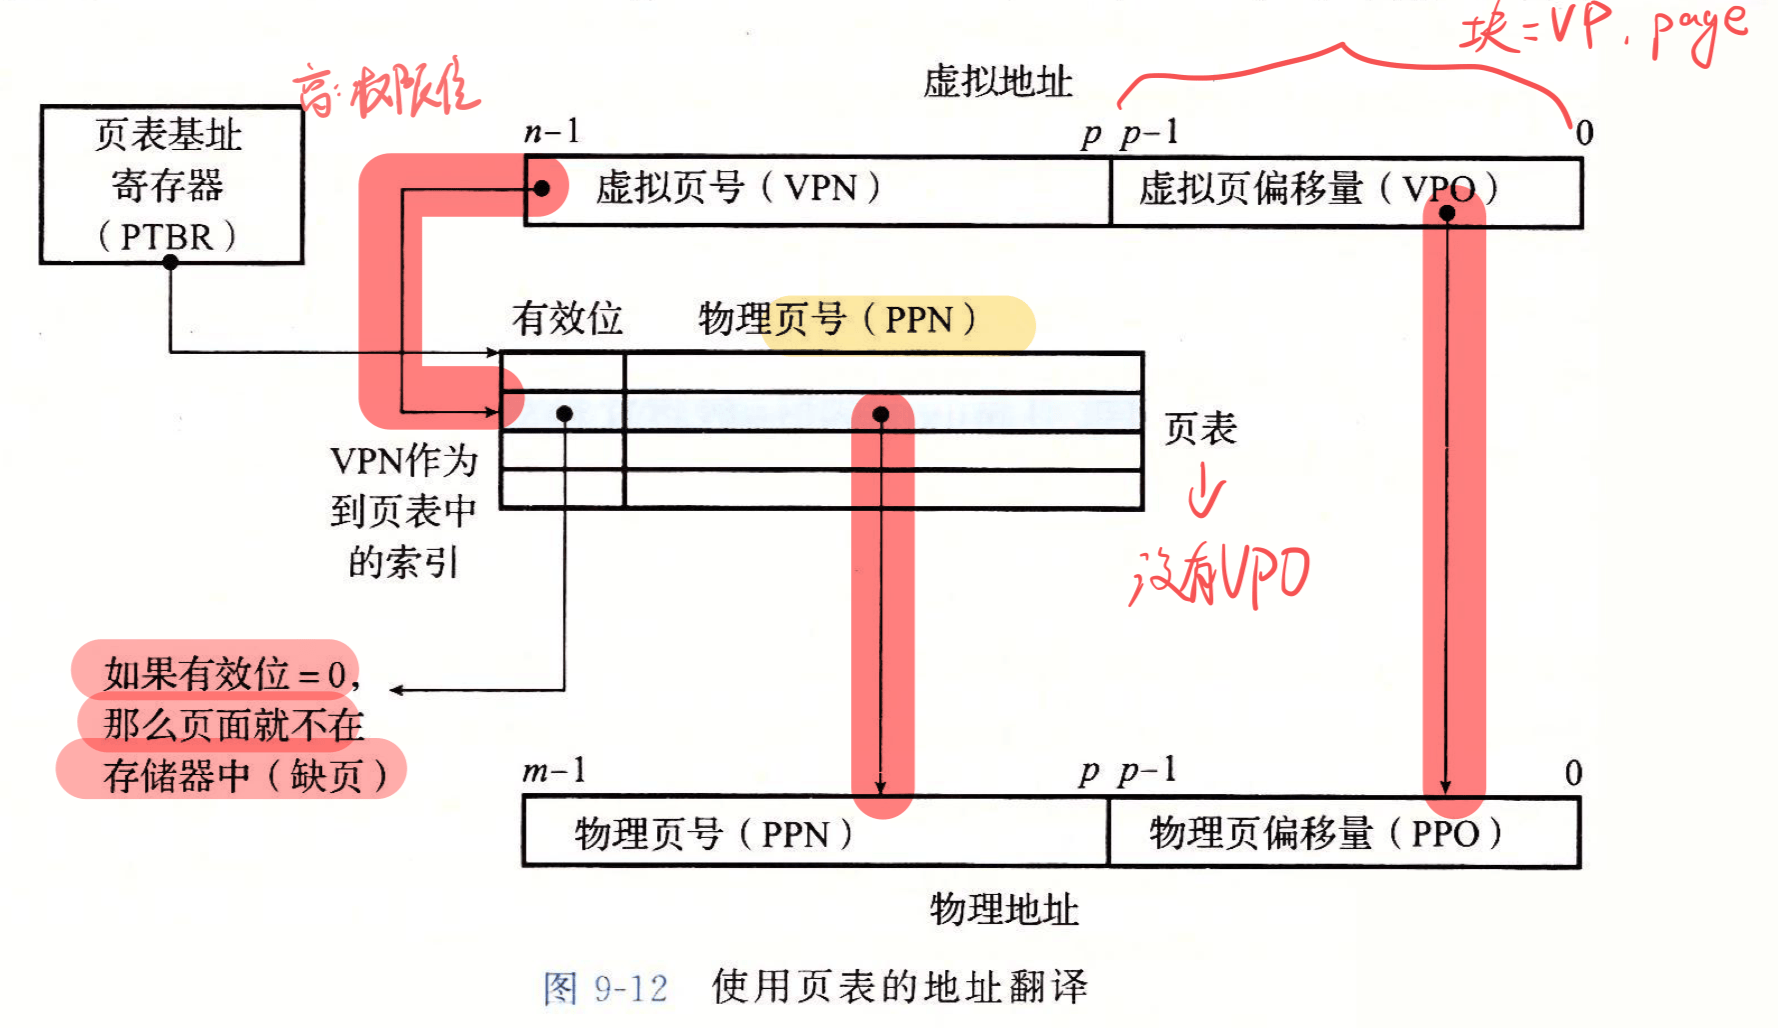 块=VP. page
高:权限位
虚拟地址
页表基址
寄存器
（PTBR）
n-1
p
p-1
0
虚拟页号（VPN）
虚拟页偏移量（VPO）
有效位
物理页号（PPN）
页表
没有VPO
VPN作为
到页表中
的索引
如果有效位=0，
那么页面就不在
存储器中（缺页）
m-1
p
p-1
0
物理页号（PPN）
物理页偏移量（PPO）
物理地址
图 9-12 使用页表的地址翻译